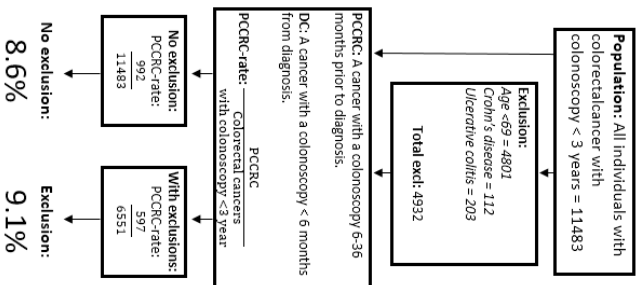 Population: All individuals with
colorectalcancer with
colonoscopy < 3 years = 11483
Exclusion:
Age <69 = 4801
Crohn's disease = 112
Ulcerative colitis = 203
Total excl: 4932
PCCRC: A cancer with a colonoscopy 6-36
months prior to diagnosis.
DC: A cancer with a colonoscopy < 6 months
from diagnosis.
PCCRC
PCCRC-rate:
Colorectal cancers
with colonoscopy <3 year
No exclusion:
PCCRC-rate:
992
11483
With exclusions:
PCCRC-rate:
597
6551
No exclusion:
8.6%
Exclusion:
9.1%